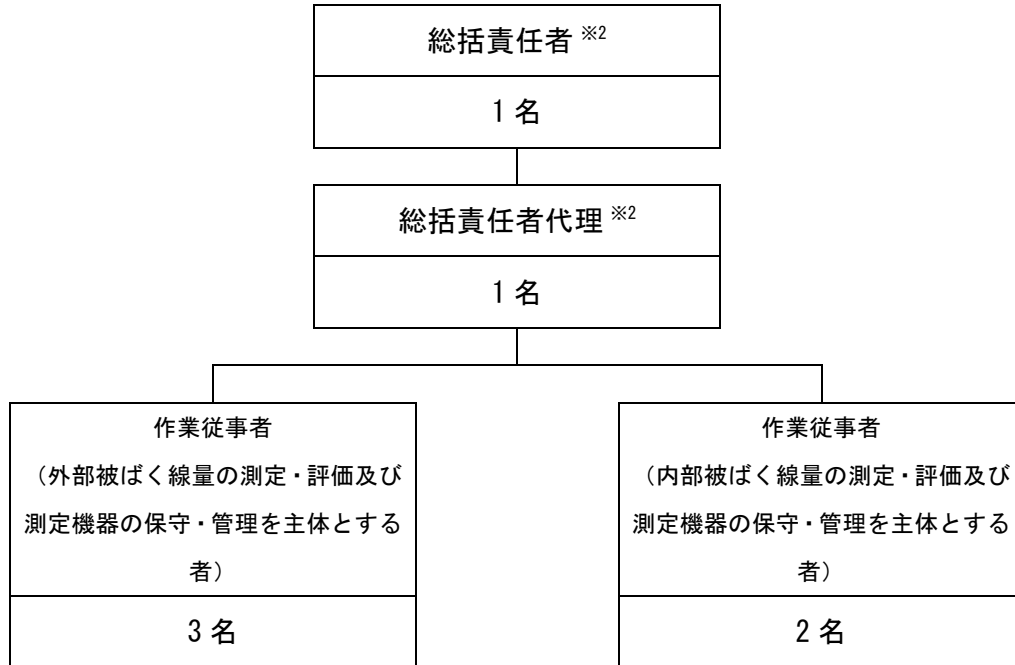 総括責任者 ※2
1 名
総括責任者代理 ※2
1 名
作業従事者
（外部被ばく線量の測定・評価及び
測定機器の保守・管理を主体とする
者）
3 名
作業従事者
（内部被ばく線量の測定・評価及び
測定機器の保守・管理を主体とする
者）
2 名